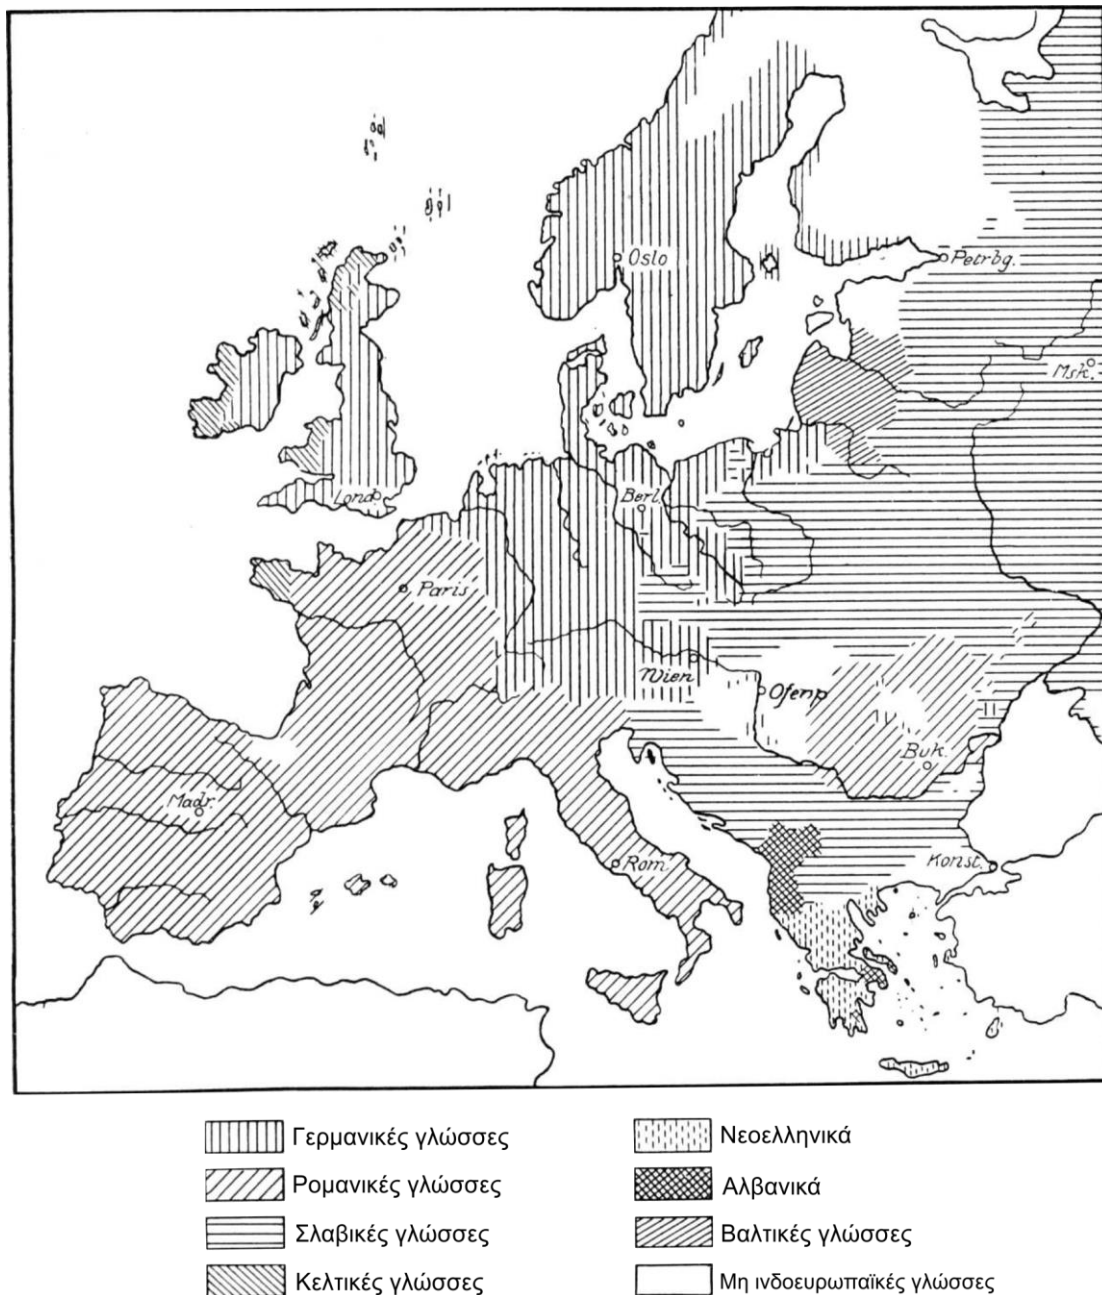 Oslo
Petrbg.
Msk.
Lond.
Berl.
Paris
Wien
Ofenp
Buk.
Madr.
Rom
Konst.
Γερμανικές γλώσσες
Νεοελληνικά
Ρομανικές γλώσσες
Αλβανικά
Σλαβικές γλώσσες
Βαλτικές γλώσσες
Κελτικές γλώσσες
Μη ινδοευρωπαϊκές γλώσσες